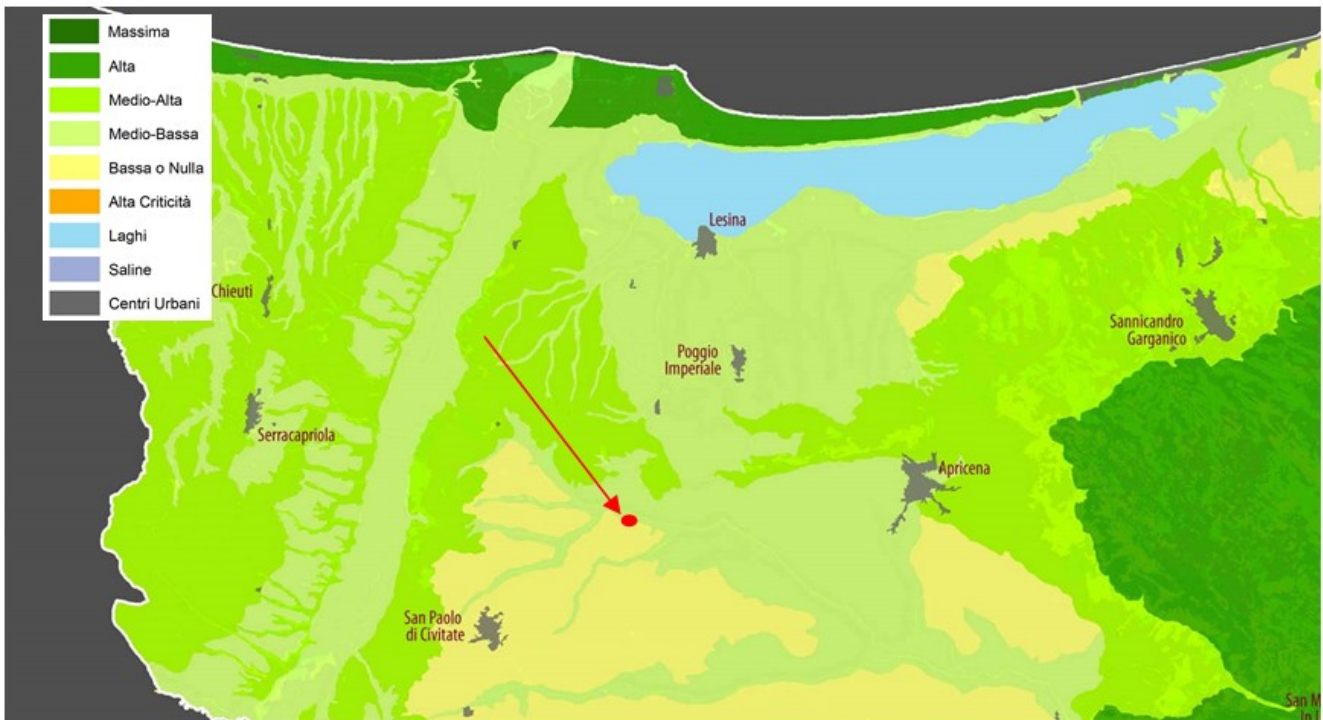 Massima
Alta
Medio-Alta
Medio-Bassa
Bassa o Nulla
Alta Criticità
Laghi
Saline
Centri Urbani
Lesina
Chieuti
Sannicandro
Garganico
Poggio
Imperiale
Serracapriola
Apricena
San Paolo
di Civitate
San M